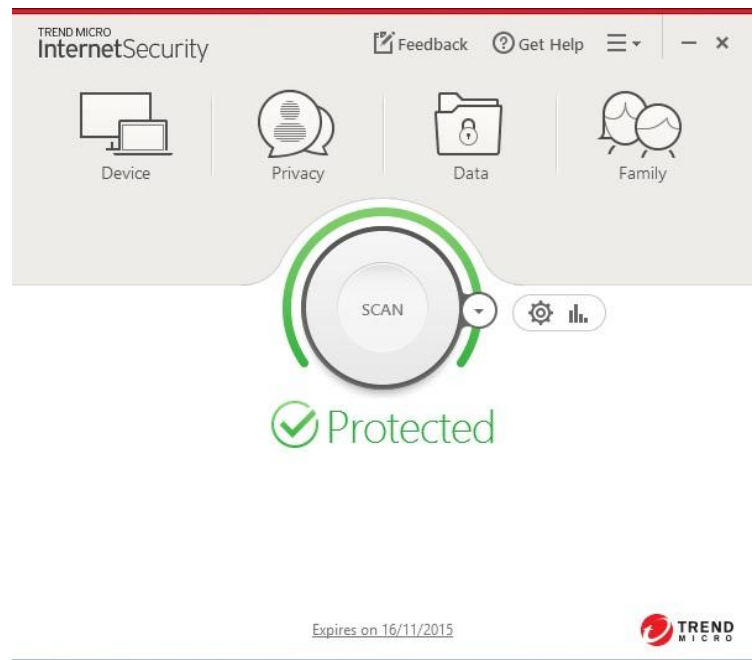 TREND MICRO
InternetSecurity
Feedback
Get Help
Device
Privacy
Data
Family
SCAN
Protected
Expires on 16/11/2015
TREND
MICRO